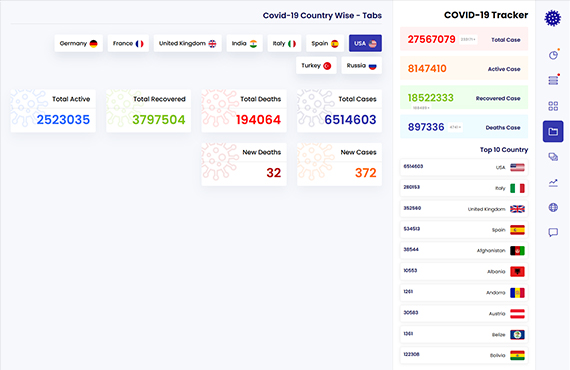 Covid-19 Country Wise - Tabs
Germany
France
United Kingdom
India
Italy
Spain
USA
Turkey
Russia
Total Active
2523035
Total Recovered
3797504
Total Deaths
194064
Total Cases
6514603
New Deaths
32
New Cases
372
COVID-19 Tracker
27567079
Total Case
8147410
Active Case
18522333
Recovered Case
897336
4741+
Deaths Case
Top 10 Country
6514603 USA
280153 Italy
352560 United Kingdom
534513 Spain
38544 Afghanistan
10553 Albania
1261 Andorra
30583 Austria
1361 Belize
122308 Bolivia